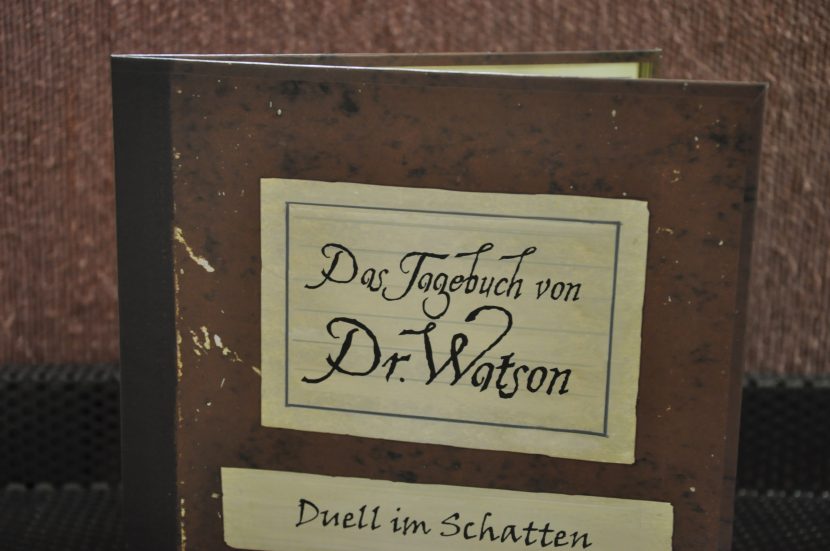 Das Tagebuch von
Dr. Watson
Duell im Schatten